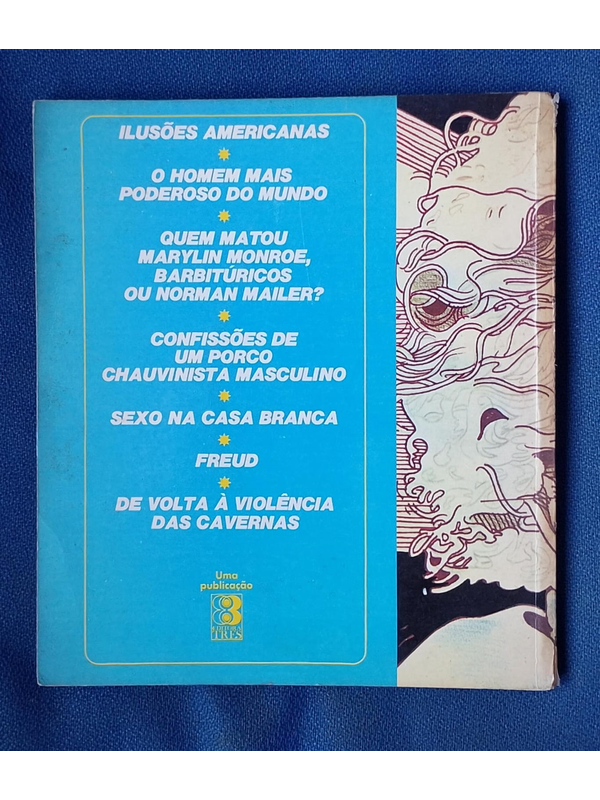 ILUSÕES AMERICANAS
O HOMEM MAIS
PODEROSO DO MUNDO
QUEM MATOU
MARYLIN MONROE,
BARBITÚRICOS
OU NORMAN MAILER?
CONFISSÕES DE
UM PORCO
CHAUVINISTA MASCULINO
SEXO NA CASA BRANCA
FREUD
DE VOLTA À VIOLÊNCIA
DAS CAVERNAS
Uma
publicação
EDITORA
TRÊS